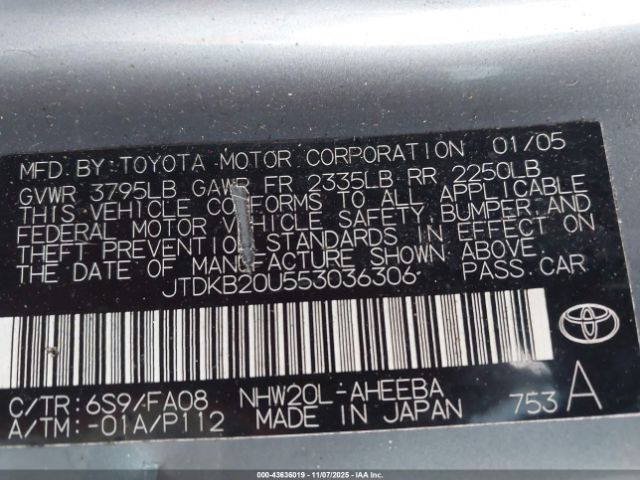 MFD BY: TOYOTA MOTOR CORPORATION 01/05
GVWR 3795LB GAWR FR 2335LB RR 2250LB
THIS VEHICLE CONFORMS TO ALL APPLICABLE
FEDERAL MOTOR VEHICLE SAFETY, BUMPER, AND
THEFT PREVENTION STANDARDS IN EFFECT ON
THE DATE OF MANUFACTURE SHOWN ABOVE.
JTDKB20U553036306 PASS.CAR
C/TR: 6S9/FA08 NHW20L-AHEEBA
A/TM: -01A/P112 MADE IN JAPAN 753 A
000-43636019 | 11/07/2025 - IAAI.COM